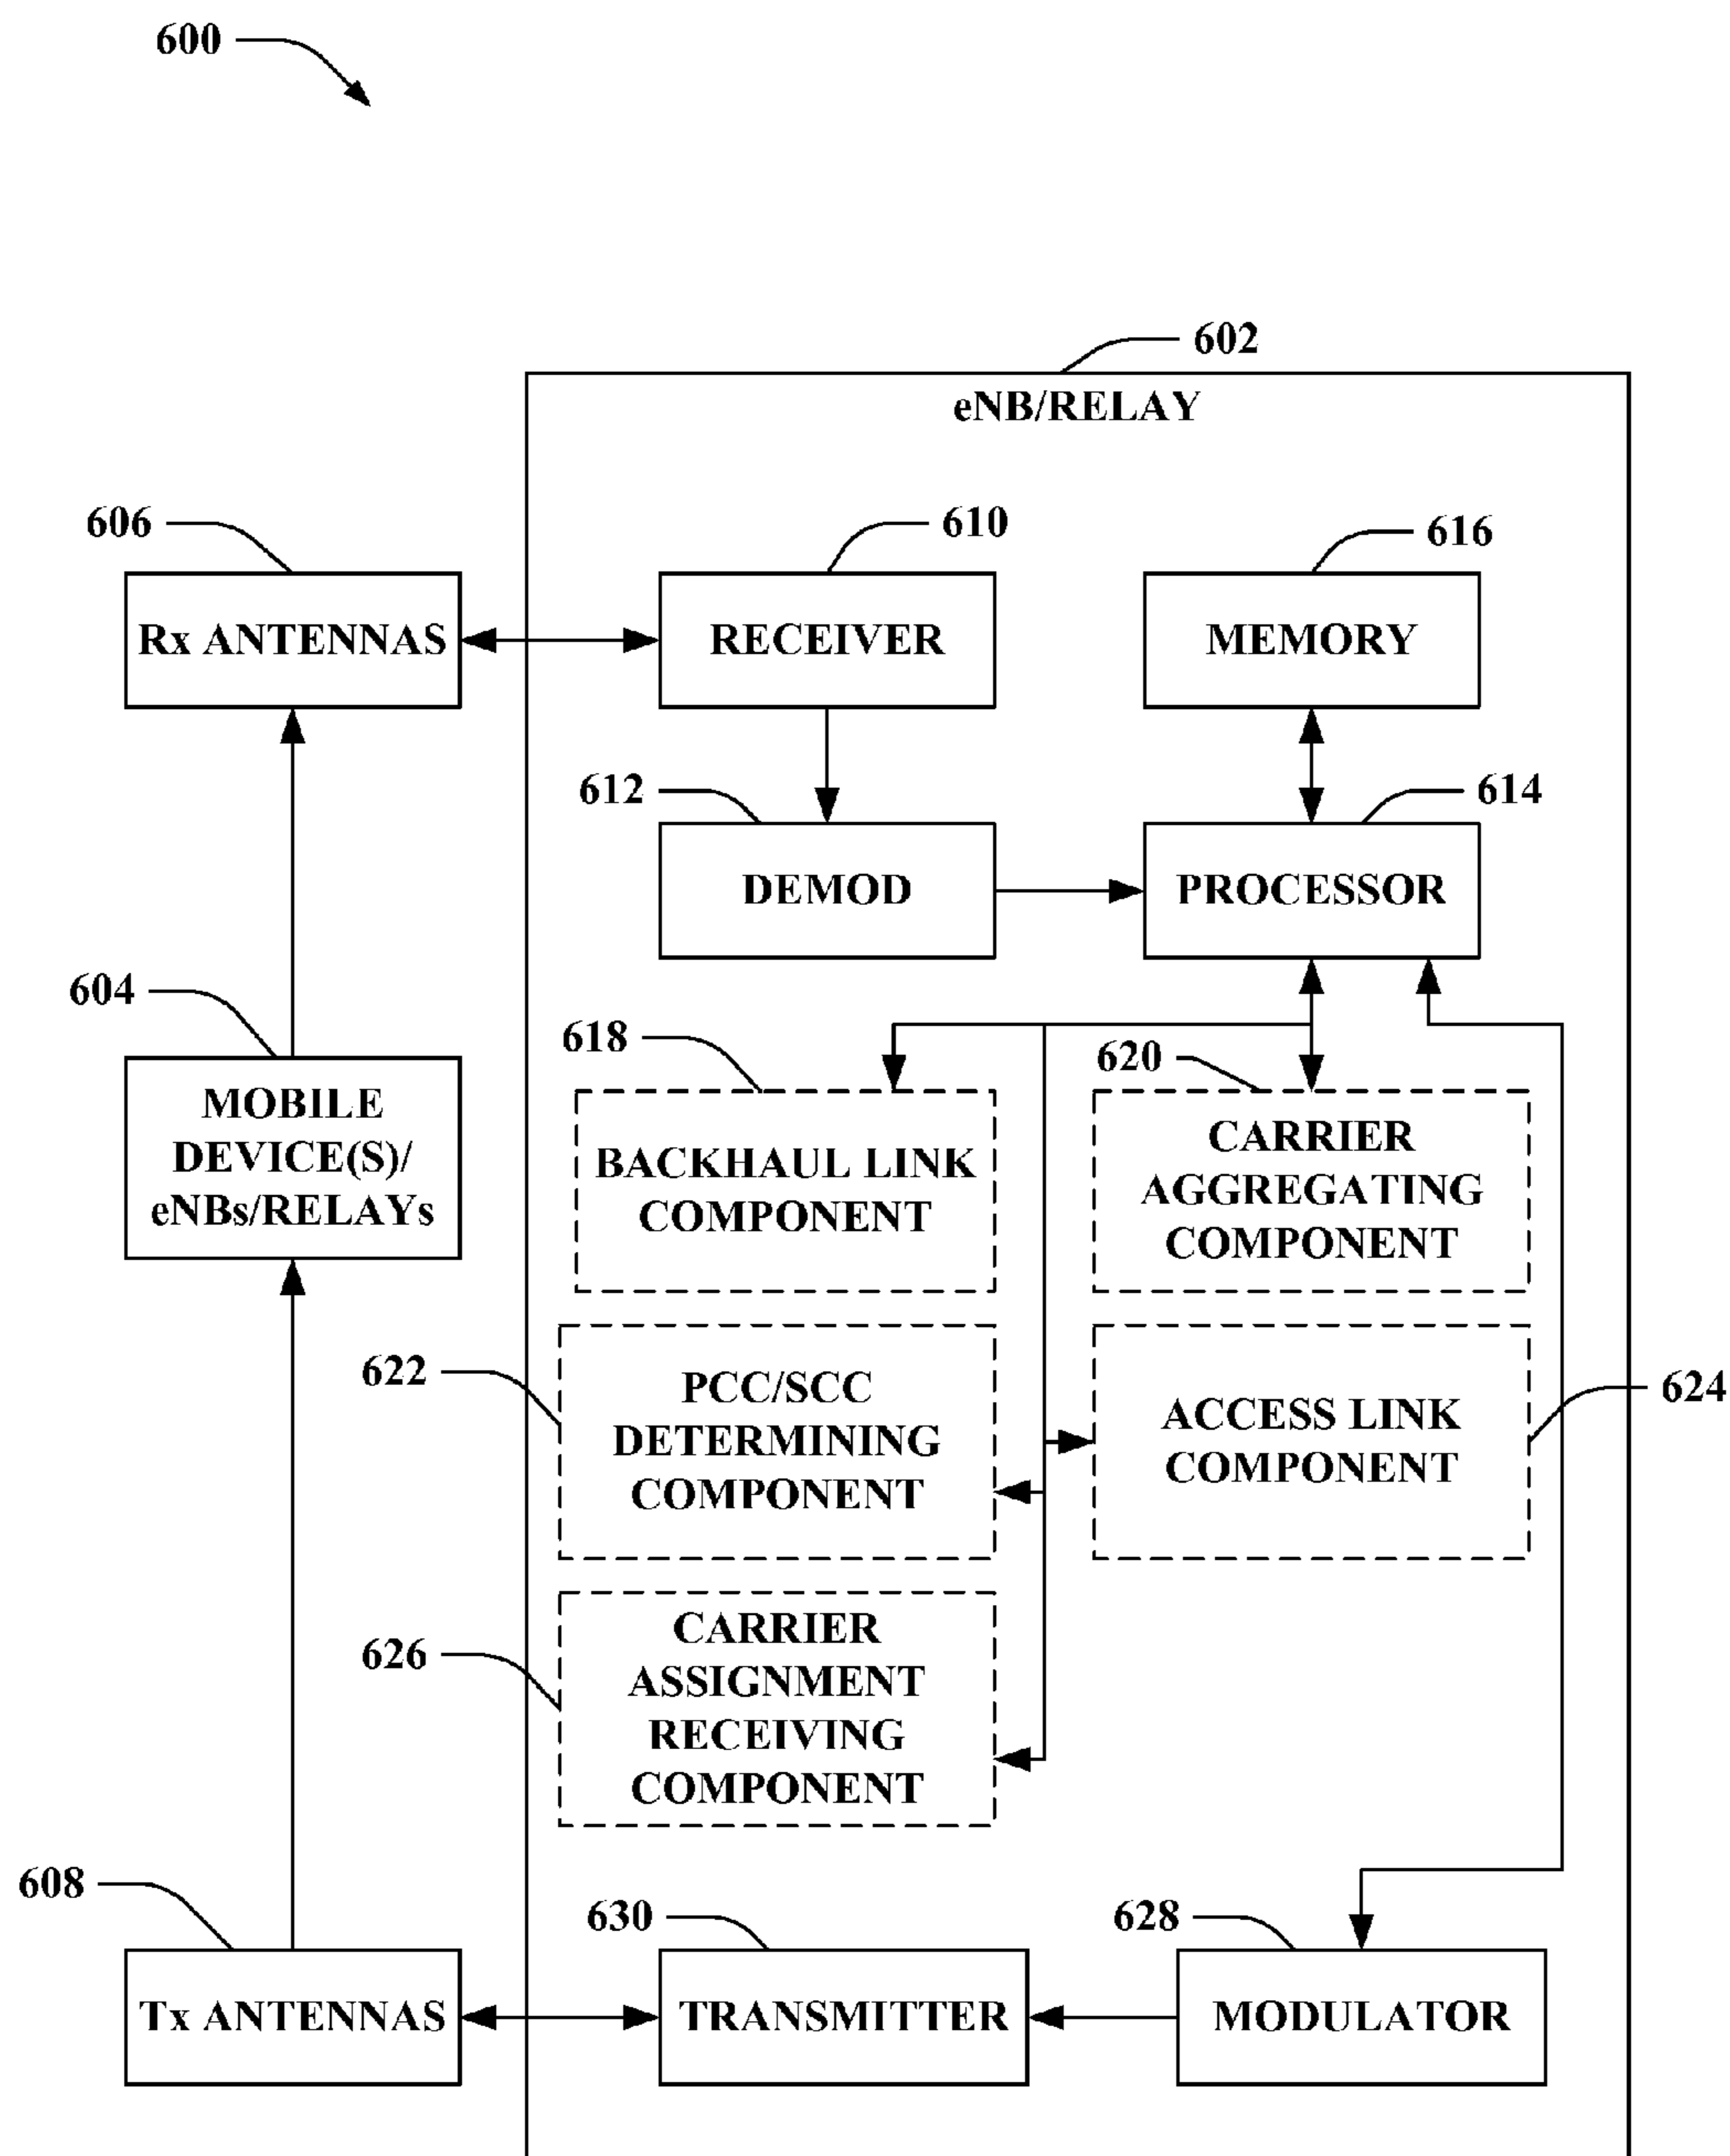 600
602
eNB/RELAY
606
610
616
Rx ANTENNAS
RECEIVER
MEMORY
612
614
DEMOD
PROCESSOR
604
618
620
MOBILE
DEVICE(S)/
eNBs/RELAYs
BACKHAUL LINK
COMPONENT
CARRIER
AGGREGATING
COMPONENT
622
PCC/SCC
DETERMINING
COMPONENT
ACCESS LINK
COMPONENT
624
626
CARRIER
ASSIGNMENT
RECEIVING
COMPONENT
608
630
628
Tx ANTENNAS
TRANSMITTER
MODULATOR